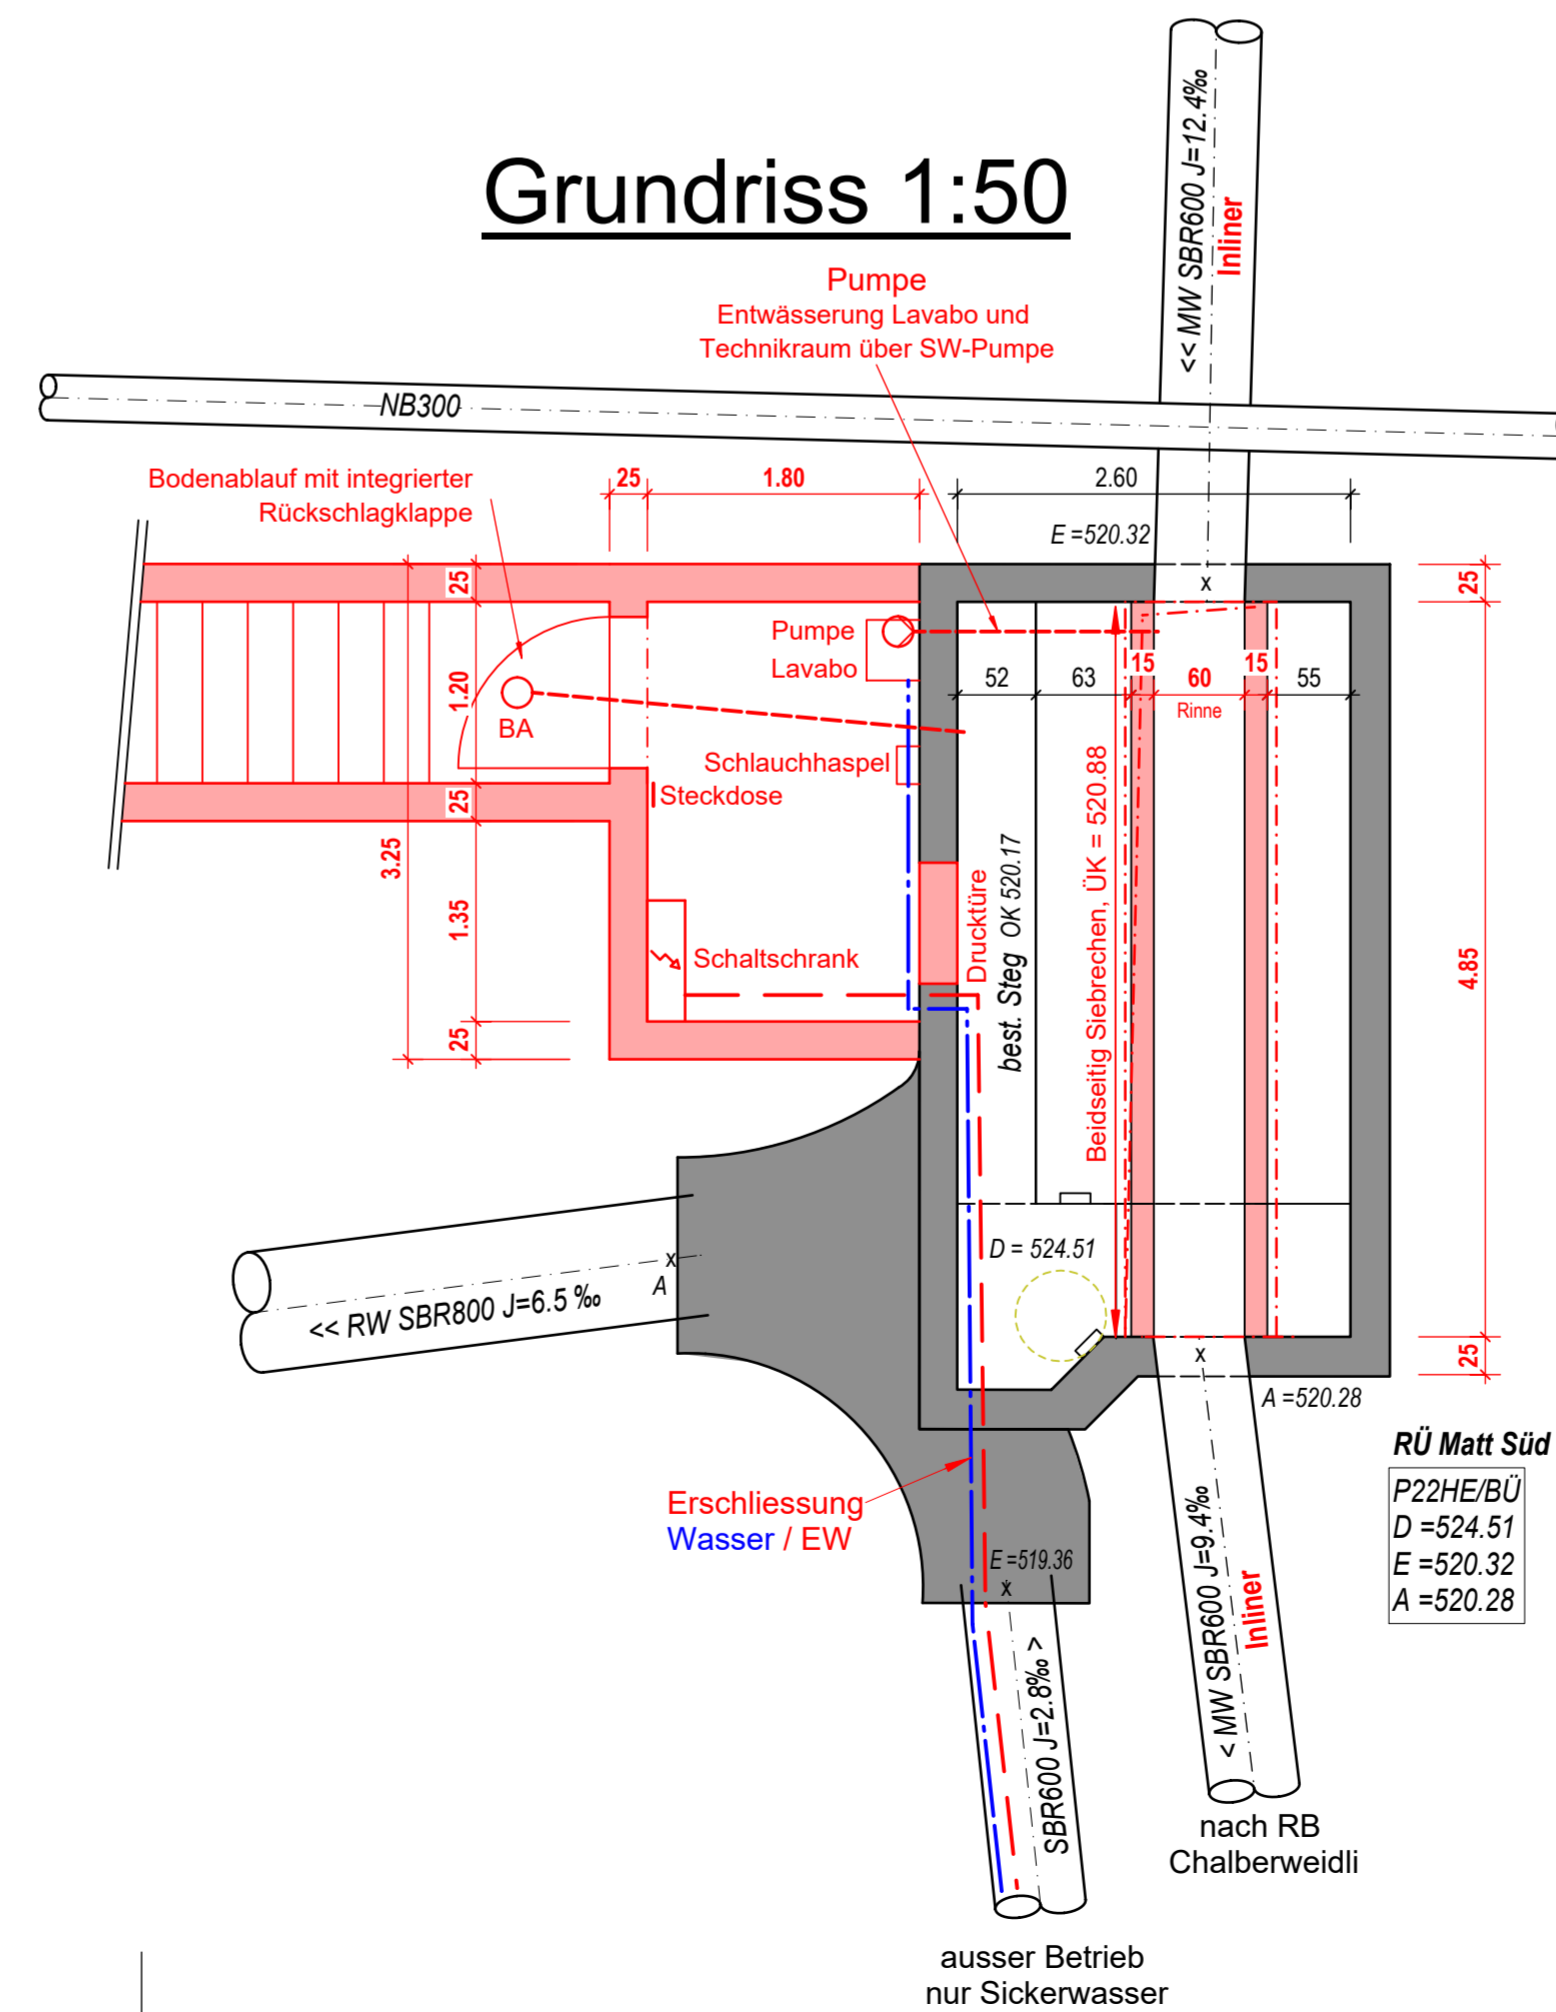 << MW SBR600 J=12.4‰
Inliner
Grundriss 1:50
Pumpe
Entwässerung Lavabo und
Technikraum über SW-Pumpe
NB300
Bodenablauf mit integrierter
Rückschlagklappe
25
1.80
2.60
E =520.32
x
25
25
Pumpe
Lavabo
15
15
52
63
60
55
Rinne
1.20
BA
Schlauchhaspel
Steckdose
25
3.25
1.35
25
Schaltschrank
Drucktüre
best. Steg OK 520.17
Beidseitig Siebrechen, ÜK = 520.88
4.85
D = 524.51
x
A
<< RW SBR800 J=6.5 ‰
x
25
A =520.28
RÜ Matt Süd
P22HE/BÜ
D =524.51
E =520.32
A =520.28
Erschliessung
Wasser / EW
E =519.36
x
< MW SBR600 J=9.4‰
Inliner
SBR600 J=2.8‰ >
nach RB
Chalberweidli
ausser Betrieb
nur Sickerwasser